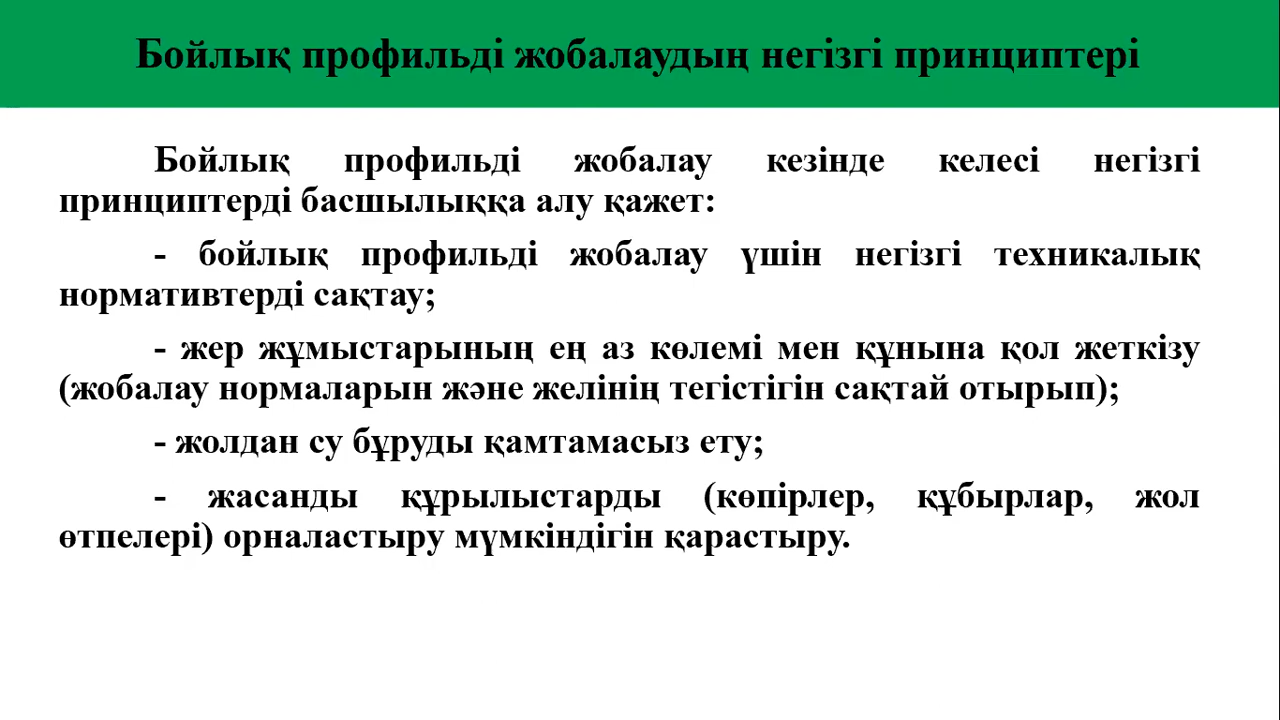 Бойлық профильді жобалаудың негізгі принциптері
Бойлық профильді жобалау кезінде келесі негізгі
принциптерді басшылыққа алу қажет:
- бойлық профильді жобалау үшін негізгі техникалық
нормативтерді сақтау;
- жер жұмыстарының ең аз көлемі мен құнына қол жеткізу
(жобалау нормаларын және желінің тегістігін сақтай отырып);
- жолдан су бұруды қамтамасыз ету;
- жасанды құрылыстарды (көпірлер, құбырлар, жол
өтпелері) орналастыру мүмкіндігін қарастыру.